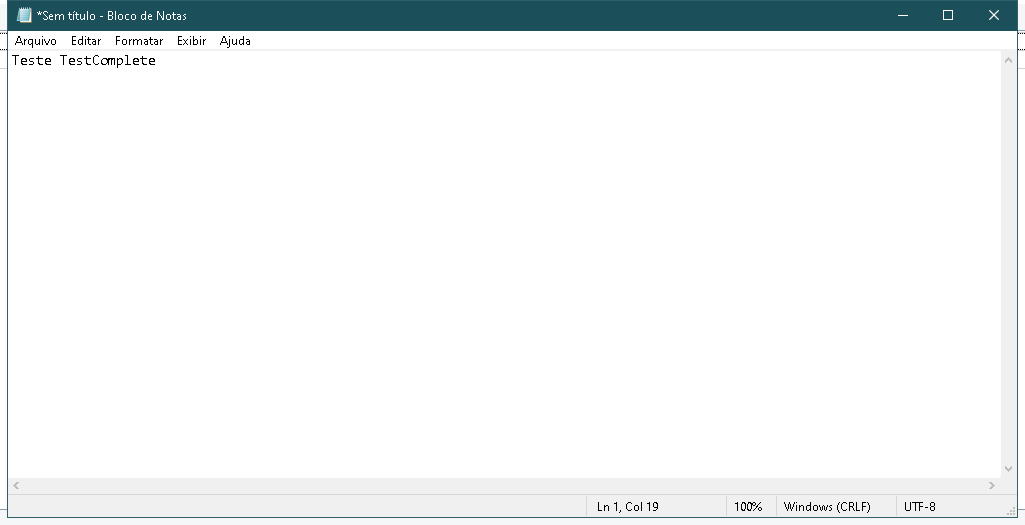 *Sem título - Bloco de Notas
Arquivo Editar Formatar Exibir Ajuda
Teste TestComplete
Ln 1, Col 19 100% Windows (CRLF) UTF-8